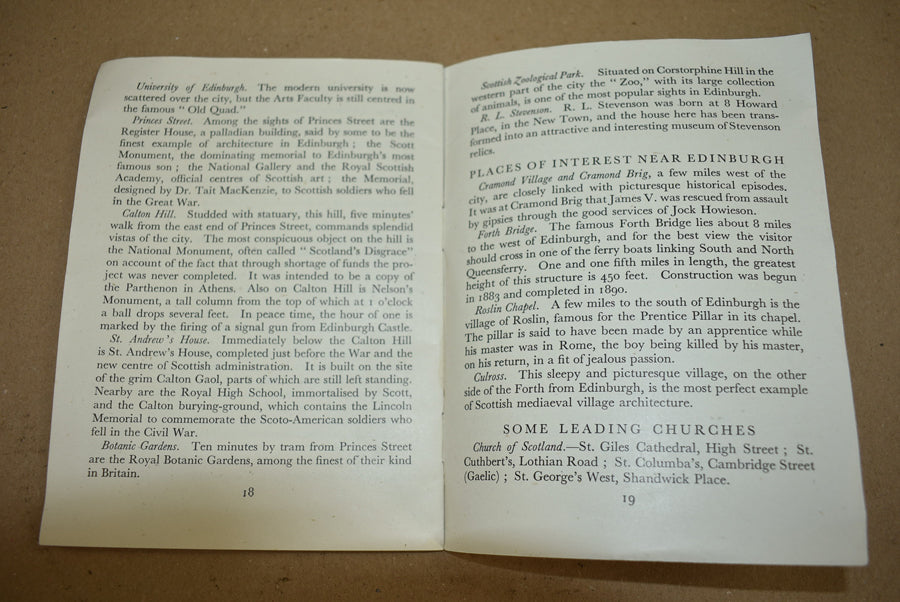 University of Edinburgh. The modern university is now
scattered over the city, but the Arts Faculty is still centred in
the famous " Old Quad."
Princes Street. Among the sights of Princes Street are the
Register House, a palladian building, said by some to be the
finest example of architecture in Edinburgh ; the Scott
Monument, the dominating memorial to Edinburgh's most
famous son ; the National Gallery and the Royal Scottish
Academy, official centres of Scottish art ; the Memorial,
designed by Dr. Tait MacKenzie, to Scottish soldiers who fell
in the Great War.
Calton Hill. Studded with statuary, this hill, five minutes'
walk from the east end of Princes Street, commands splendid
vistas of the city. The most conspicuous object on the hill is
the National Monument, often called " Scotland's Disgrace"
on account of the fact that through shortage of funds the pro-
ject was never completed. It was intended to be a copy of
the Parthenon in Athens. Also on Calton Hill is Nelson's
Monument, a tall column from the top of which at 1 o'clock
a ball drops several feet. In peace time, the hour of one is
marked by the firing of a signal gun from Edinburgh Castle.
St. Andrew's House. Immediately below the Calton Hill
is St. Andrew's House, completed just before the War and the
new centre of Scottish administration. It is built on the site
of the grim Calton Gaol, parts of which are still left standing.
Nearby are the Royal High School, immortalised by Scott,
and the Calton burying-ground, which contains the Lincoln
Memorial to commemorate the Scoto-American soldiers who
fell in the Civil War.
Botanic Gardens. Ten minutes by tram from Princes Street
are the Royal Botanic Gardens, among the finest of their kind
in Britain.
18
Scottish Zoological Park. Situated on Corstorphine Hill in the
western part of the city the " Zoo," with its large collection
of animals, is one of the most popular sights in Edinburgh.
R. L. Stevenson. R. L. Stevenson was born at 8 Howard
Place, in the New Town, and the house here has been trans-
formed into an attractive and interesting museum of Stevenson
relics.
PLACES OF INTEREST NEAR EDINBURGH
Cramond Village and Cramond Brig, a few miles west of the
city, are closely linked with picturesque historical episodes.
It was at Cramond Brig that James V. was rescued from assault
by gipsies through the good services of Jock Howieson.
Forth Bridge. The famous Forth Bridge lies about 8 miles
to the west of Edinburgh, and for the best view the visitor
should cross in one of the ferry boats linking South and North
Queensferry. One and one fifth miles in length, the greatest
height of this structure is 450 feet. Construction was begun
in 1883 and completed in 1890.
Roslin Chapel. A few miles to the south of Edinburgh is the
village of Roslin, famous for the Prentice Pillar in its chapel.
The pillar is said to have been made by an apprentice while
his master was in Rome, the boy being killed by his master,
on his return, in a fit of jealous passion.
Culross. This sleepy and picturesque village, on the other
side of the Forth from Edinburgh, is the most perfect example
of Scottish mediaeval village architecture.
SOME LEADING CHURCHES
Church of Scotland.—St. Giles Cathedral, High Street ; St.
Cuthbert's, Lothian Road ; St. Columba's, Cambridge Street
(Gaelic) ; St. George's West, Shandwick Place.
19